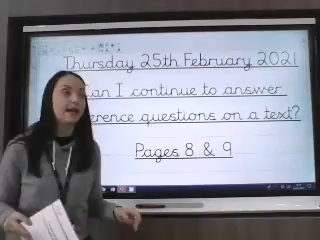 Thursday 25th February 2021
Can I continue to answer
erence questions on a text?
Pages 8 & 9